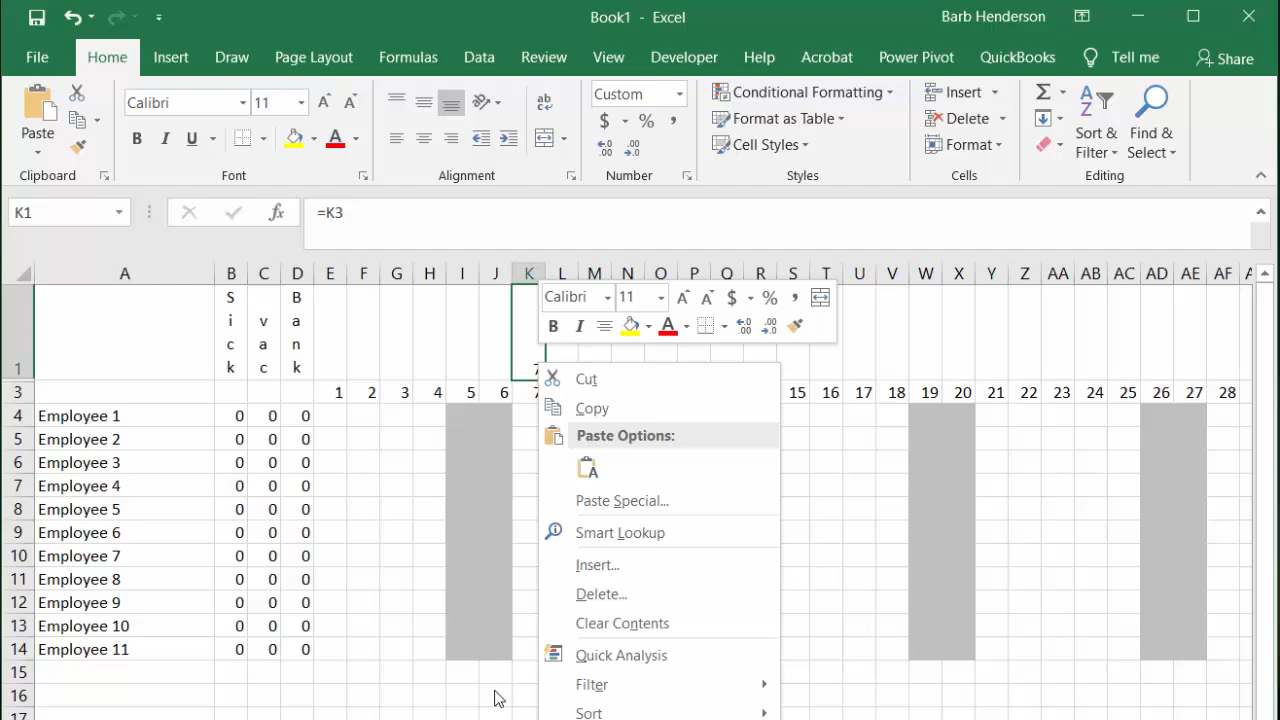 Book1 - Excel
Barb Henderson
File Home Insert Draw Page Layout Formulas Data Review View Developer Help Acrobat Power Pivot QuickBooks Tell me Share
Paste
Calibri 11
B I U A
ab
Custom
$ % ,
Conditional Formatting
Format as Table
Cell Styles
Insert
Delete
Format
Sort & Filter
Find & Select
Clipboard Font Alignment Number Styles Cells Editing
K1 fx =K3
A B C D E F G H I J K L M N O P Q R S T U V W X Y Z AA AB AC AD AE AF
1 Sick vac Bank 7
3 1 2 3 4 5 6 7 15 16 17 18 19 20 21 22 23 24 25 26 27 28
4 Employee 1 0 0 0
5 Employee 2 0 0 0
6 Employee 3 0 0 0
7 Employee 4 0 0 0
8 Employee 5 0 0 0
9 Employee 6 0 0 0
10 Employee 7 0 0 0
11 Employee 8 0 0 0
12 Employee 9 0 0 0
13 Employee 10 0 0 0
14 Employee 11 0 0 0
15
16
17
Calibri 11 A A $ % ,
B I A
Cut
Copy
Paste Options:
Paste Special...
Smart Lookup
Insert...
Delete...
Clear Contents
Quick Analysis
Filter
Sort